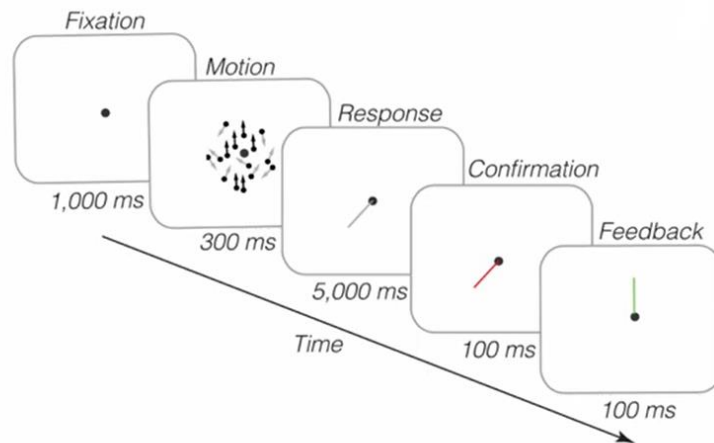 Fixation
1,000 ms
Motion
300 ms
Response
5,000 ms
Confirmation
100 ms
Feedback
100 ms
Time